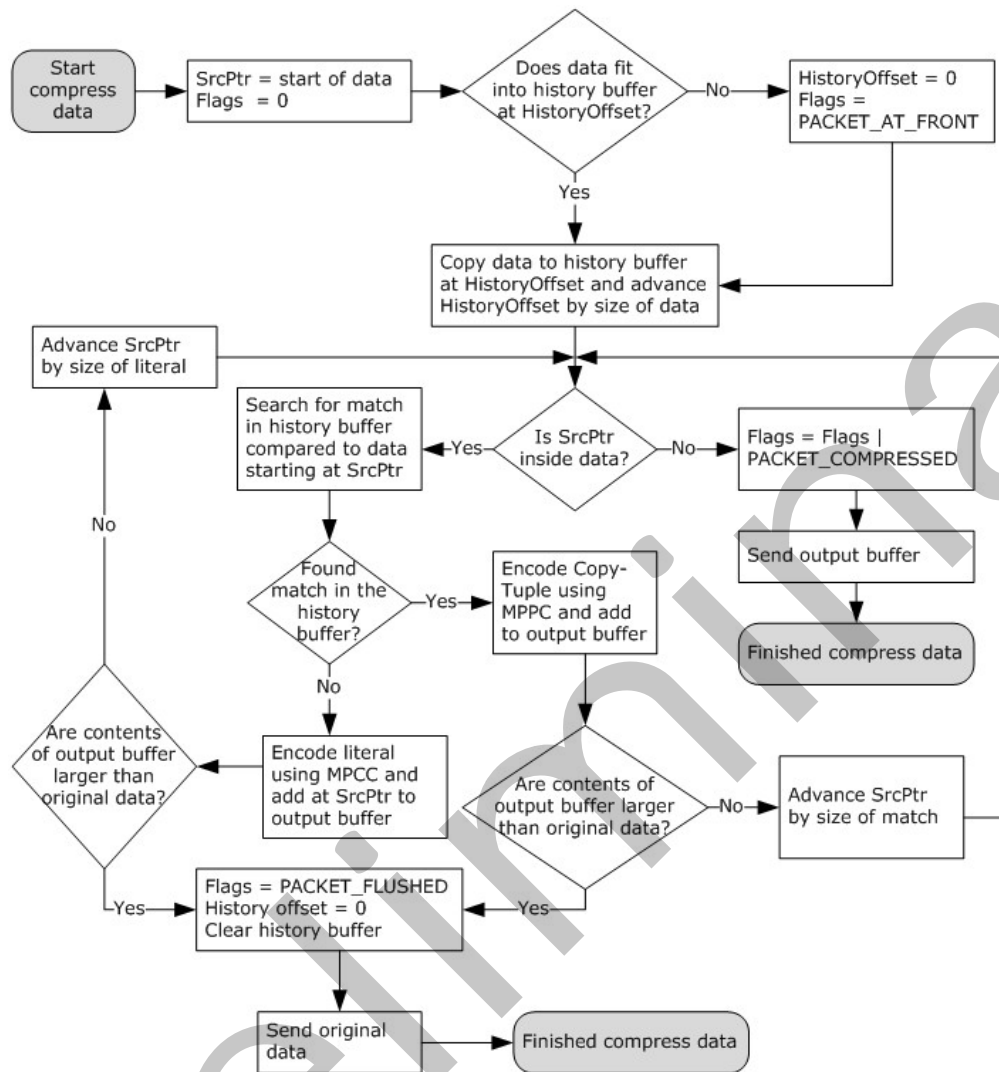 Start
compress
data
SrcPtr = start of data
Flags = 0
Does data fit
into history buffer
at HistoryOffset?
No
HistoryOffset = 0
Flags =
PACKET_AT_FRONT
Yes
Copy data to history buffer
at HistoryOffset and advance
HistoryOffset by size of data
Advance SrcPtr
by size of literal
Search for match
in history buffer
compared to data
starting at SrcPtr
Yes
Is SrcPtr
inside data?
No
Flags = Flags |
PACKET_COMPRESSED
No
Send output buffer
Found
match in the
history
buffer?
Yes
Encode Copy-
Tuple using
MPPC and add
to output buffer
Finished compress data
No
Are contents
of output buffer
larger than
original data?
Encode literal
using MPCC and
add at SrcPtr to
output buffer
Are contents of
output buffer larger
than original data?
No
Advance SrcPtr
by size of match
Yes
Flags = PACKET_FLUSHED
History offset = 0
Clear history buffer
Yes
Send original
data
Finished compress data